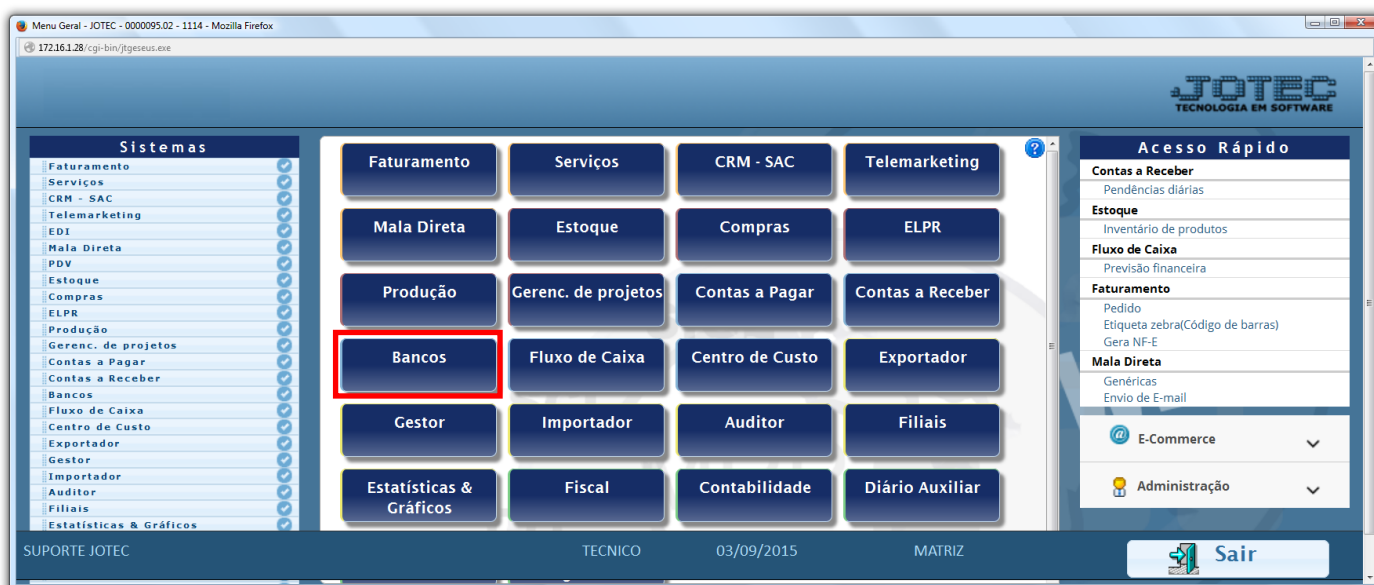 Menu Geral - JOTEC - 0000095.02 - 1114 - Mozilla Firefox
172.16.1.28/cgi-bin/jtgeseus.exe
JOTEC
TECNOLOGIA EM SOFTWARE
Sistemas
Faturamento
Serviços
CRM - SAC
Telemarketing
EDI
Mala Direta
PDV
Estoque
Compras
ELPR
Produção
Gerenc. de projetos
Contas a Pagar
Contas a Receber
Bancos
Fluxo de Caixa
Centro de Custo
Exportador
Gestor
Importador
Auditor
Filiais
Estatísticas & Gráficos
Faturamento
Serviços
CRM - SAC
Telemarketing
Mala Direta
Estoque
Compras
ELPR
Produção
Gerenc. de projetos
Contas a Pagar
Contas a Receber
Bancos
Fluxo de Caixa
Centro de Custo
Exportador
Gestor
Importador
Auditor
Filiais
Estatísticas &
Gráficos
Fiscal
Contabilidade
Diário Auxiliar
?
Acesso Rápido
Contas a Receber
Pendências diárias
Estoque
Inventário de produtos
Fluxo de Caixa
Previsão financeira
Faturamento
Pedido
Etiqueta zebra(Código de barras)
Gera NF-E
Mala Direta
Genéricas
Envio de E-mail
@ E-Commerce
Administração
SUPORTE JOTEC
TECNICO
03/09/2015
MATRIZ
Sair